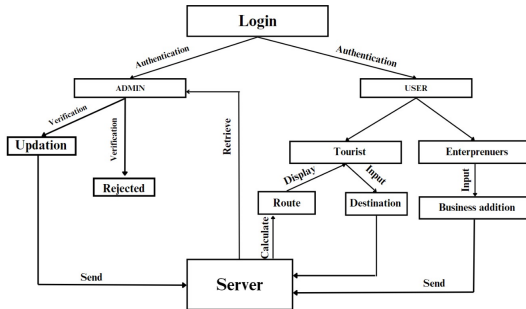 Login
Authentication
Authentication
ADMIN
USER
Verification
Verification
Updation
Rejected
Retrieve
Tourist
Enterprenuers
Display
Input
Input
Route
Destination
Business addition
Calculate
Send
Server
Send